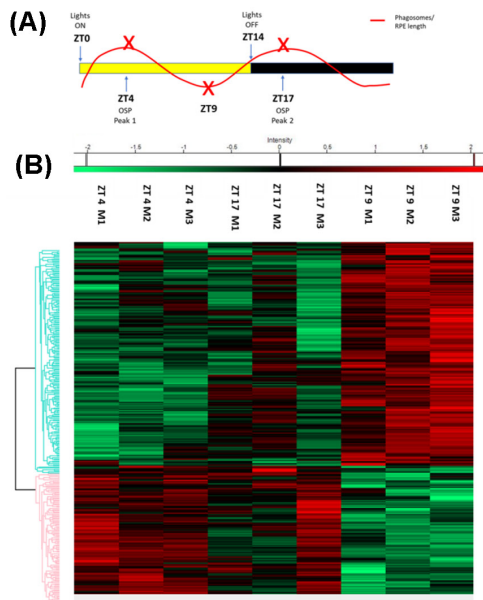 (A)
Lights
ON
ZT0
Lights
OFF
ZT14
Phagosomes/
RPE length
X
X
X
ZT4
OSP
Peak 1
ZT9
ZT17
OSP
Peak 2
(B)
Intensity
-2 -1.5 -1 -0.5 0 0.5 1 1.5 2
ZT 4 M1
ZT 4 M2
ZT 4 M3
ZT 17 M1
ZT 17 M2
ZT 17 M3
ZT 9 M1
ZT 9 M2
ZT 9 M3